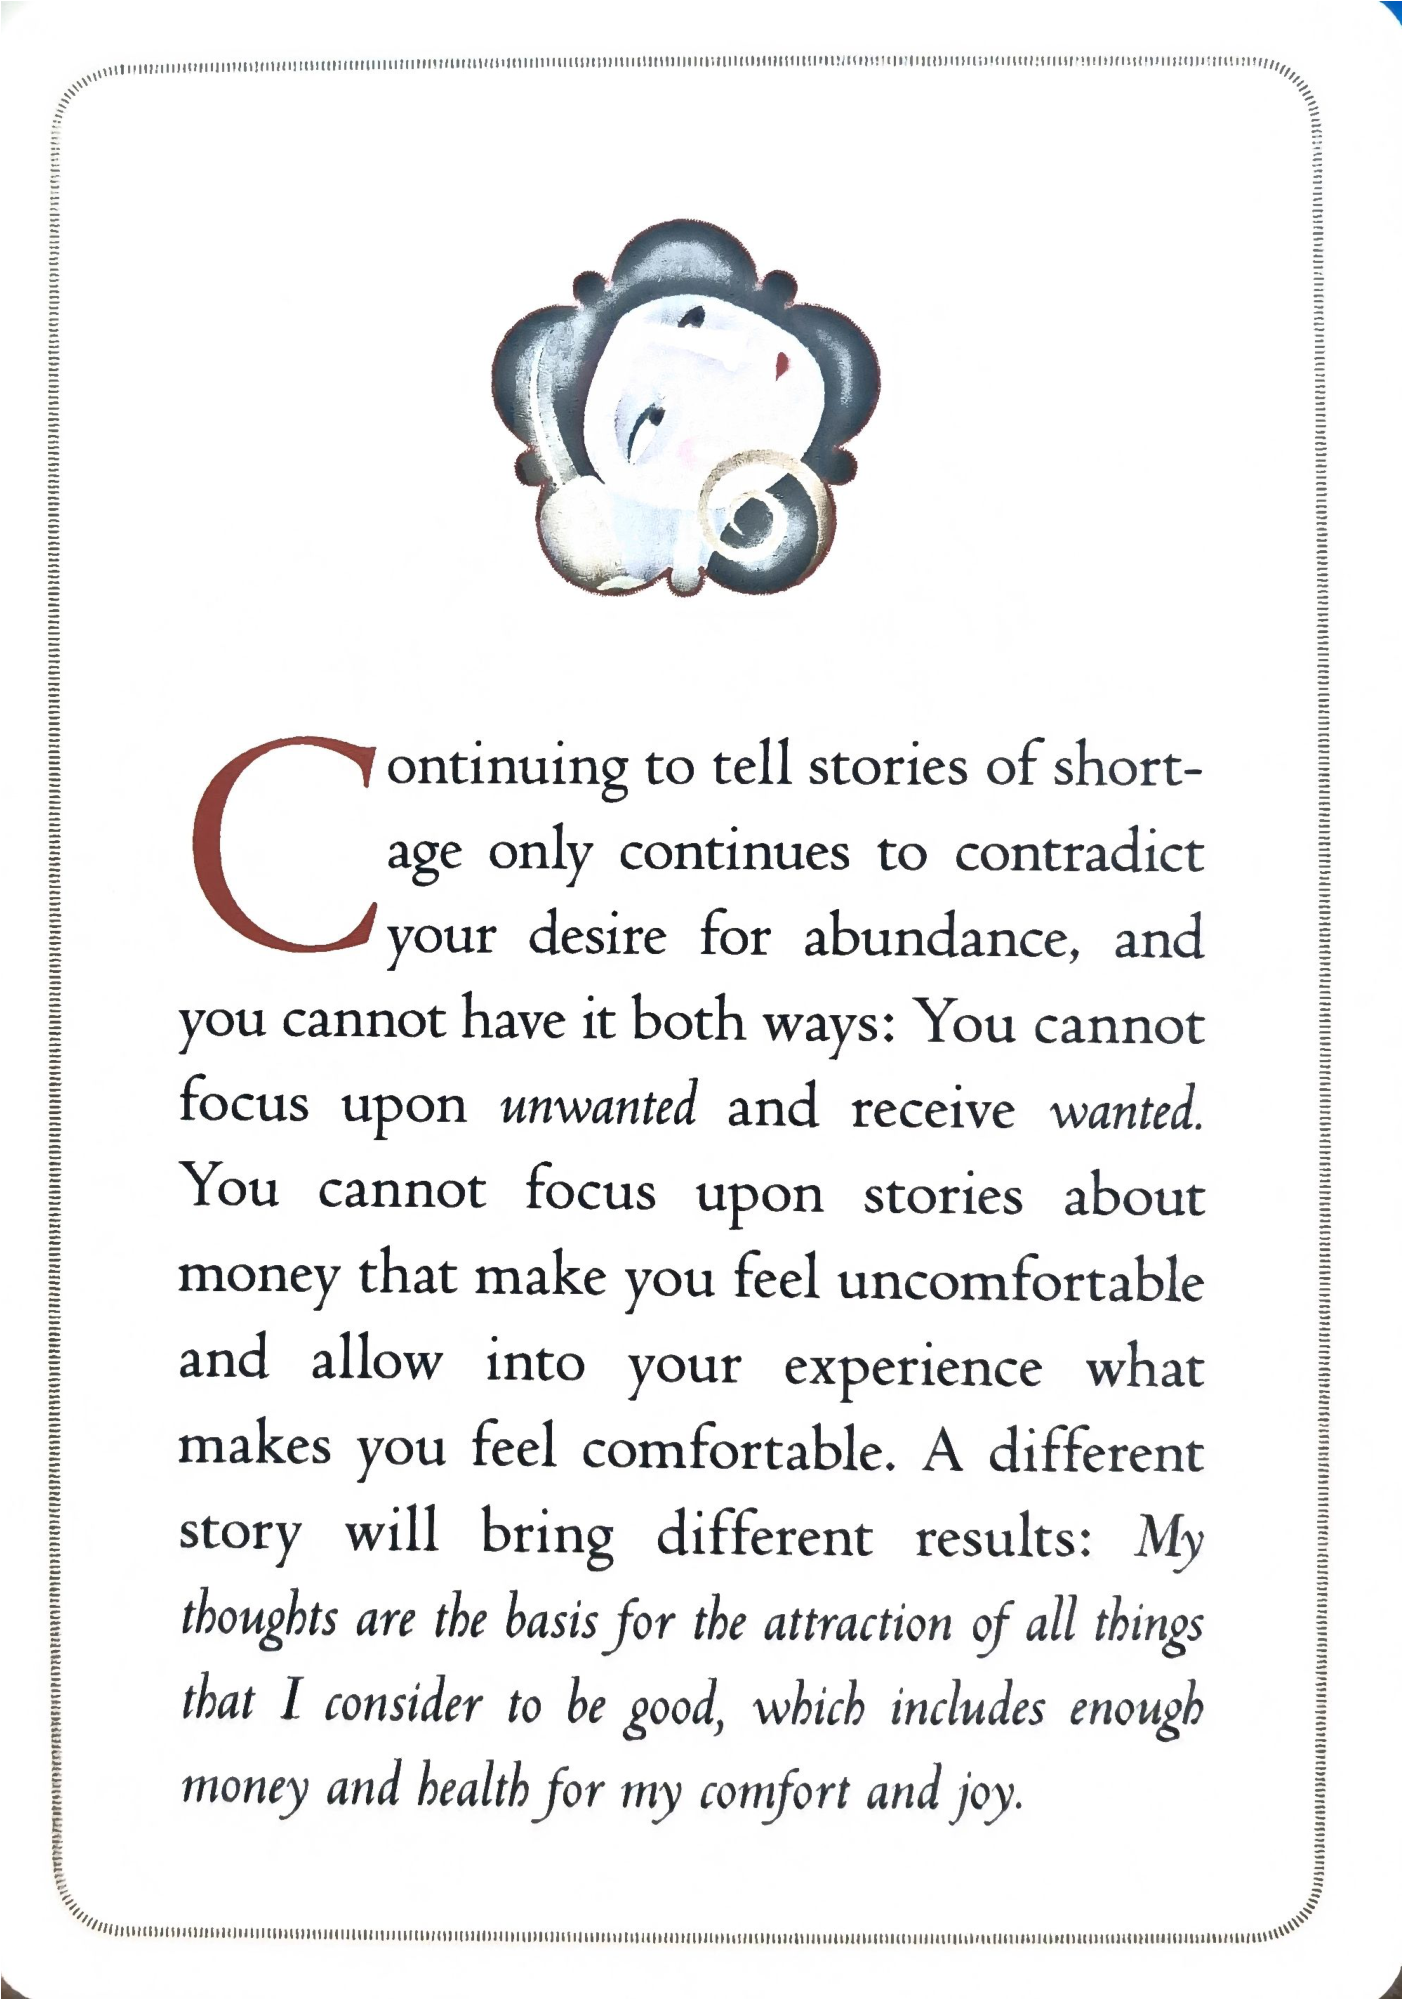 Continuing to tell stories of short-
age only continues to contradict
your desire for abundance, and
you cannot have it both ways: You cannot
focus upon unwanted and receive wanted.
You cannot focus upon stories about
money that make you feel uncomfortable
and allow into your experience what
makes you feel comfortable. A different
story will bring different results: My
thoughts are the basis for the attraction of all things
that I consider to be good, which includes enough
money and health for my comfort and joy.